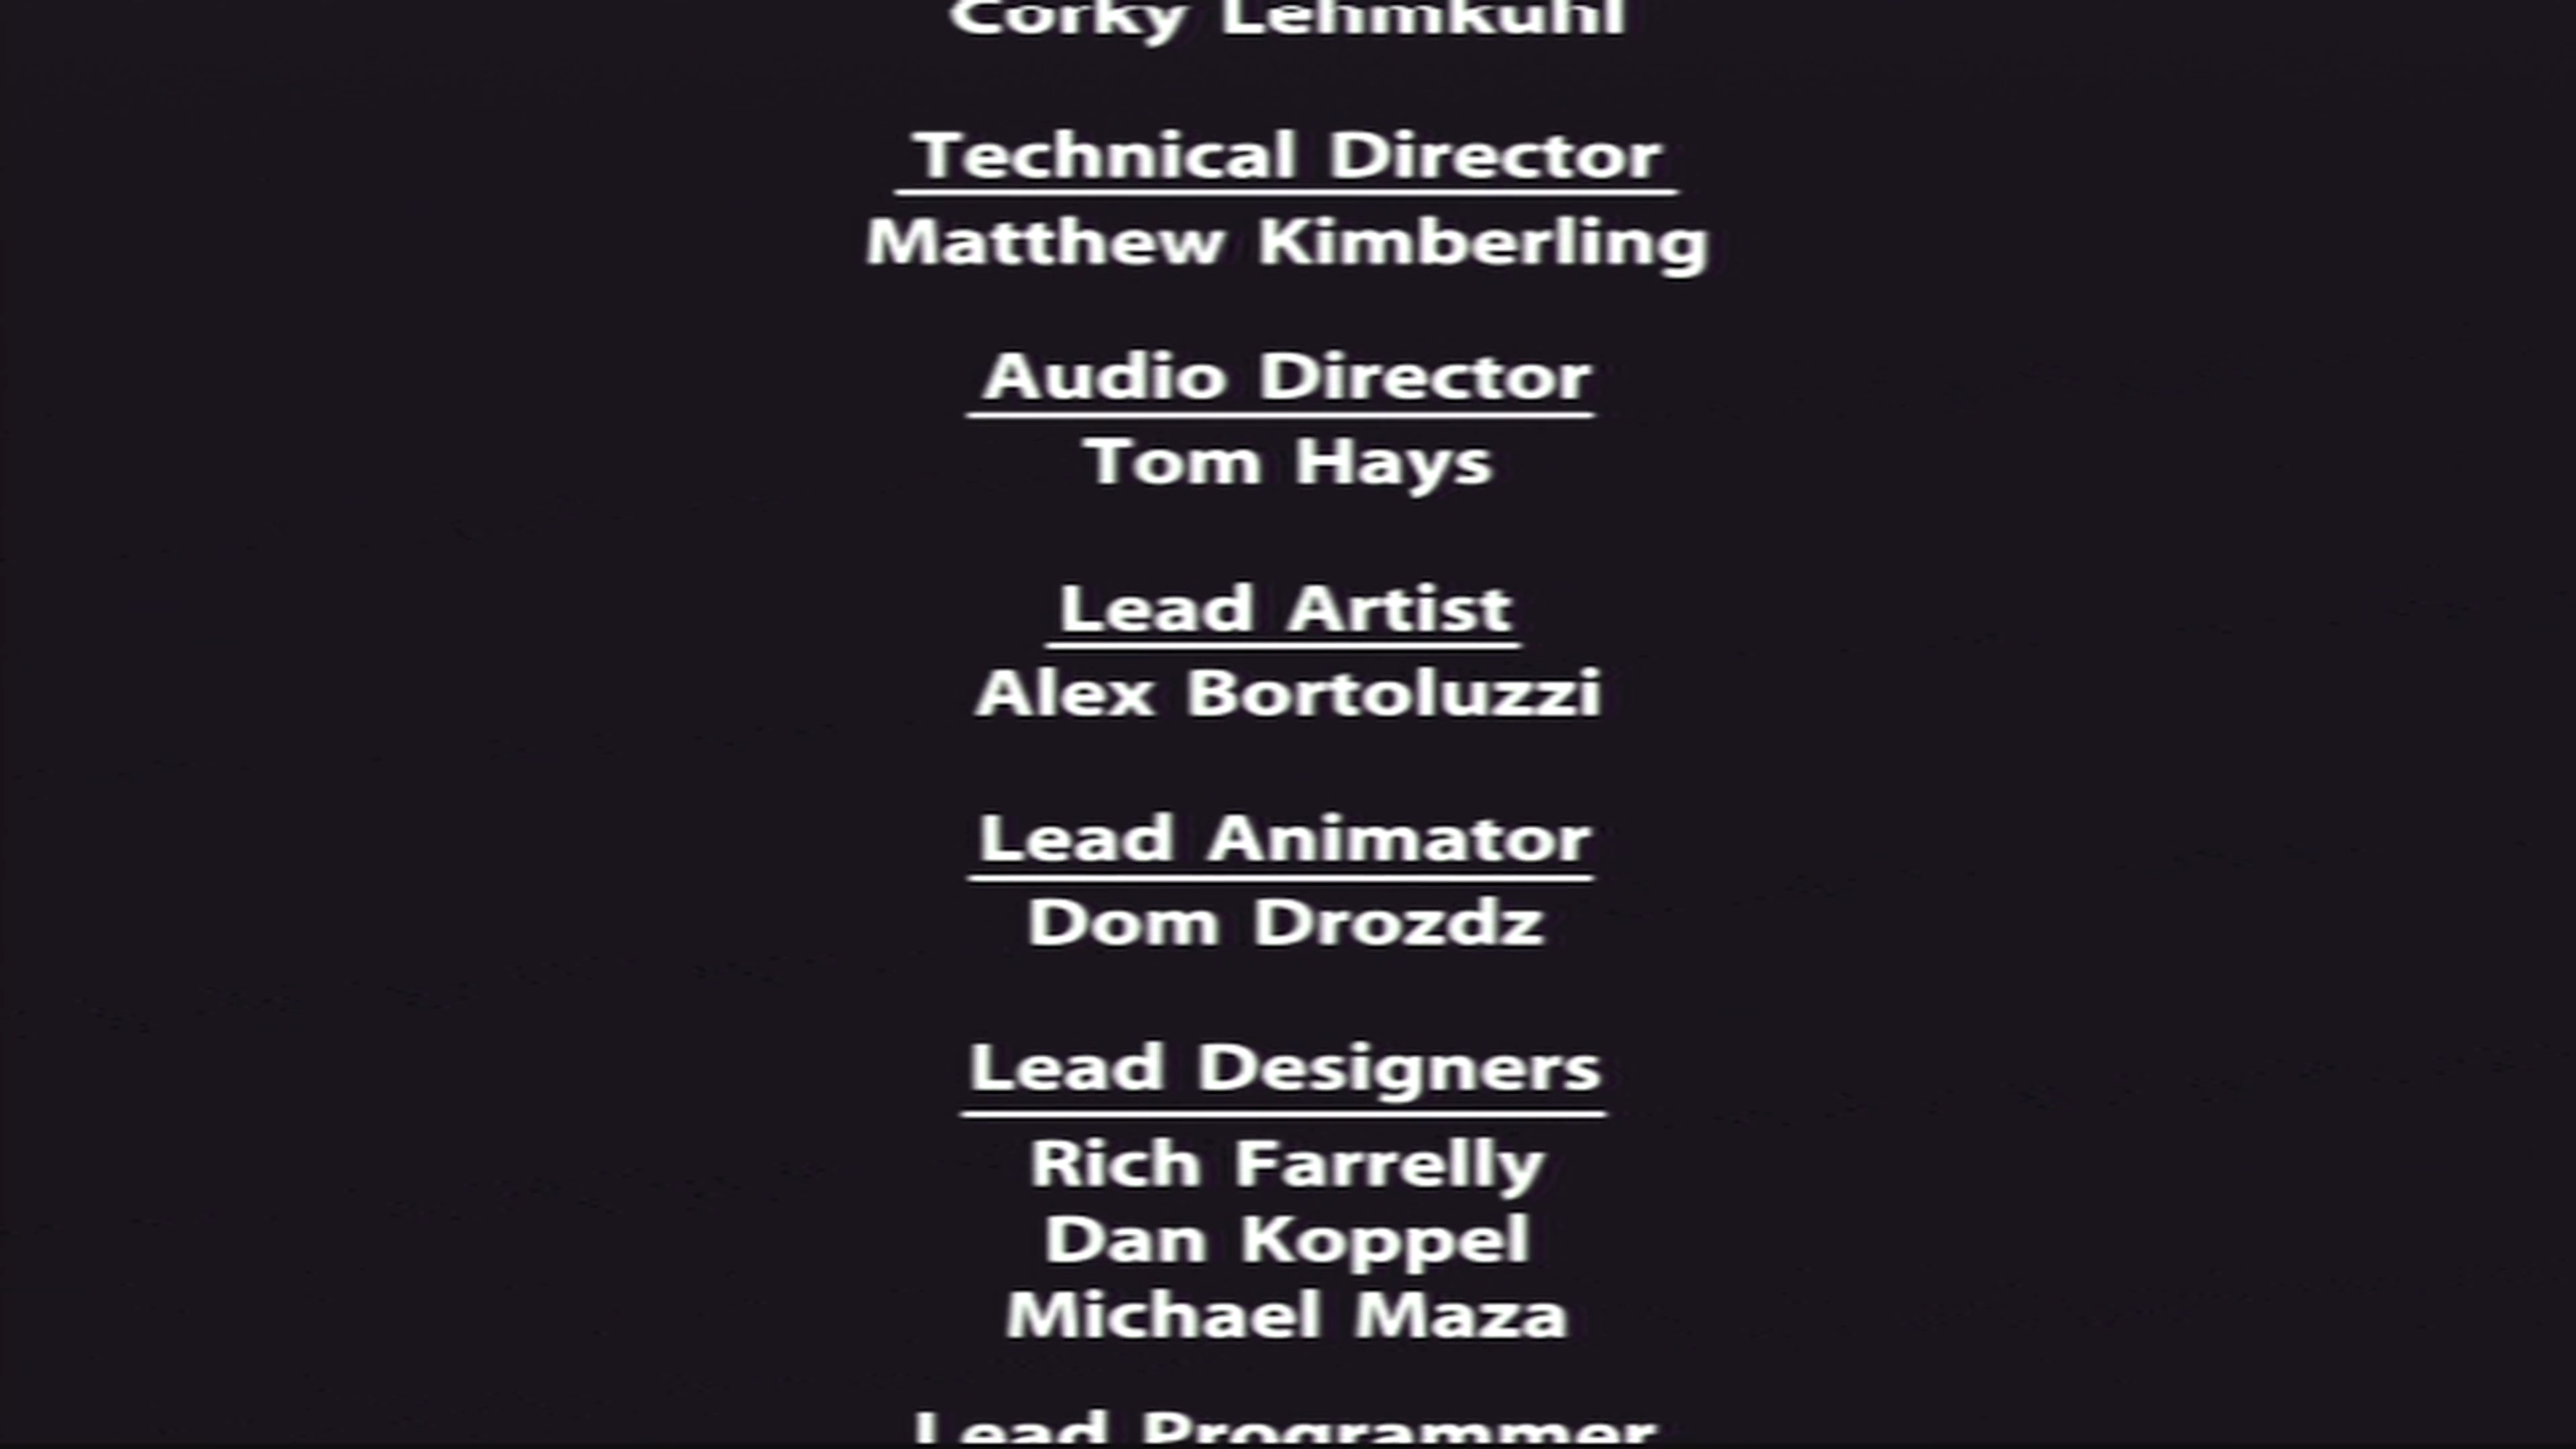 Corky Lehmkuhl
Technical Director
Matthew Kimberling
Audio Director
Tom Hays
Lead Artist
Alex Bortoluzzi
Lead Animator
Dom Drozdz
Lead Designers
Rich Farrelly
Dan Koppel
Michael Maza
Lead Programmer